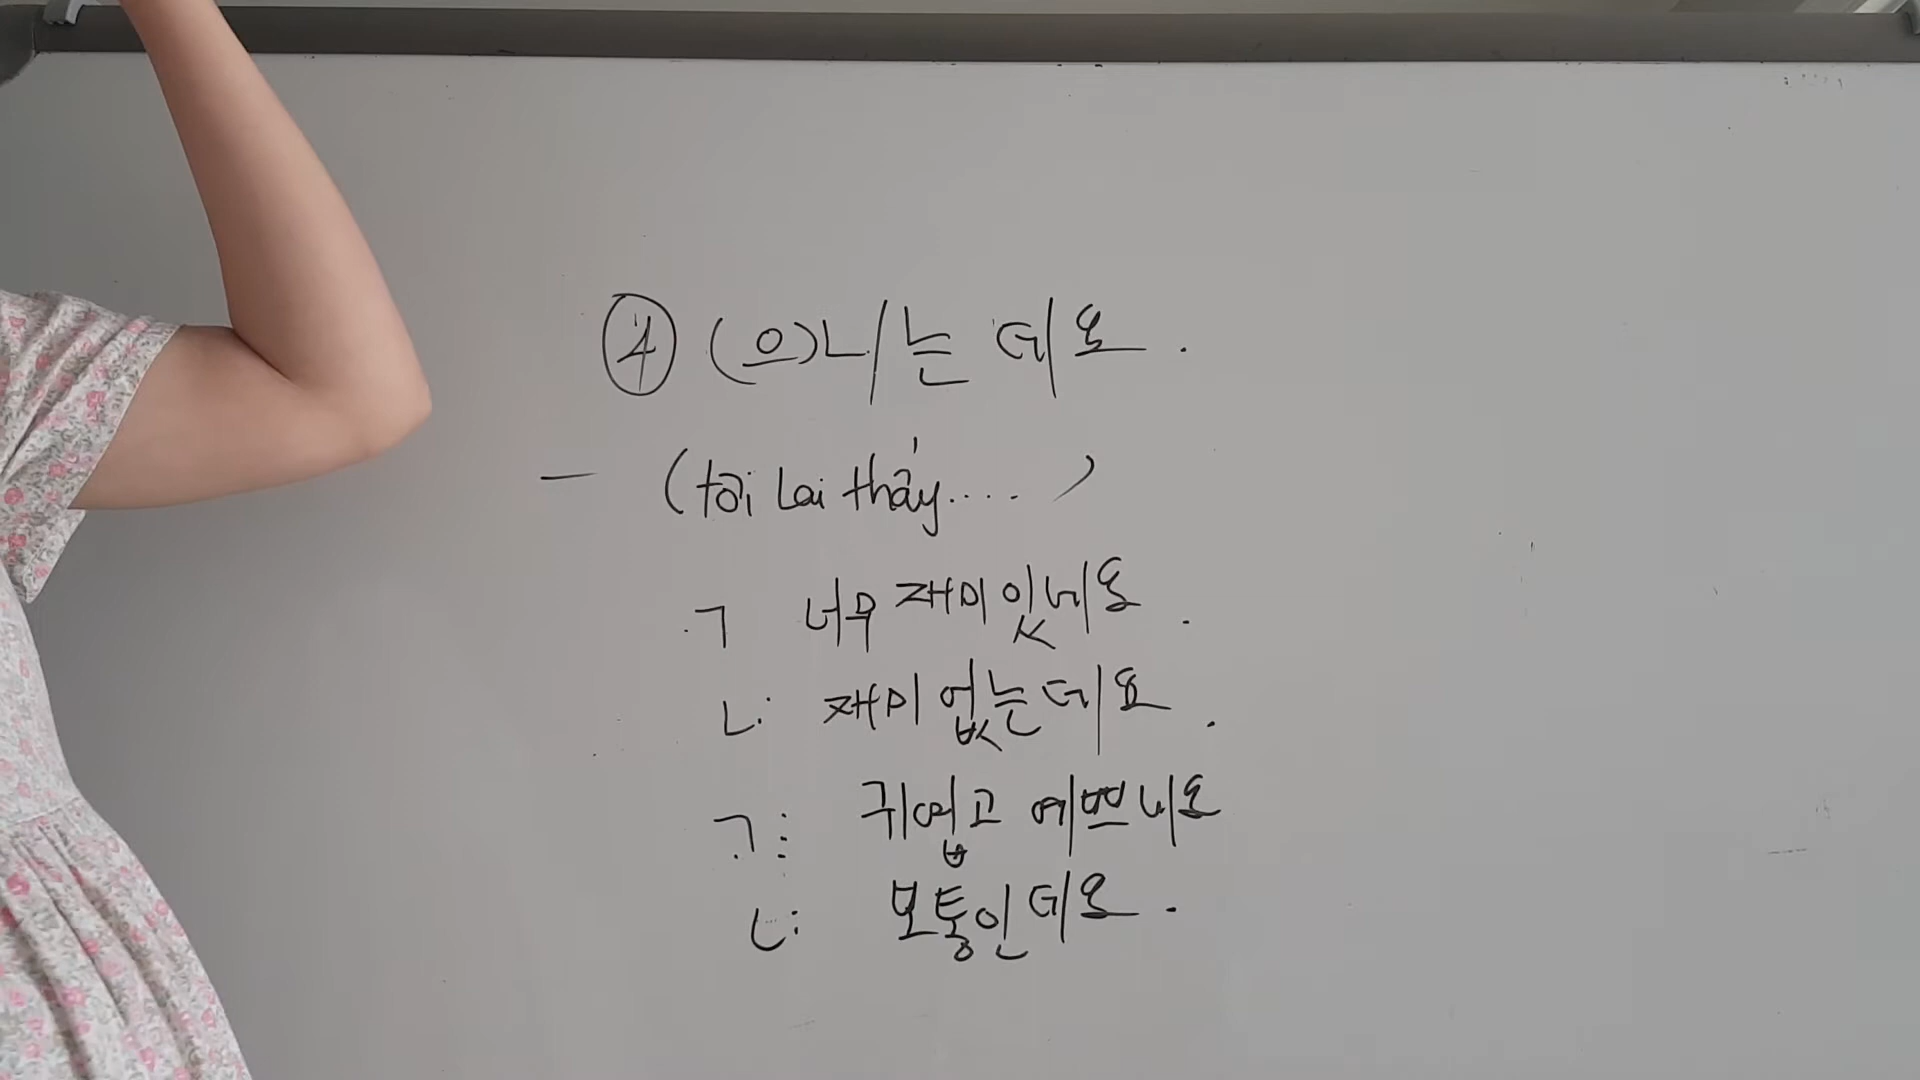 ④ (으)ㄴ/는 데요.
- (tôi lại thấy....)
ㄱ 너무 재미있네요.
ㄴ: 재미없는데요.
ㄱ: 귀엽고 예쁘네요
ㄴ: 보통인데요.